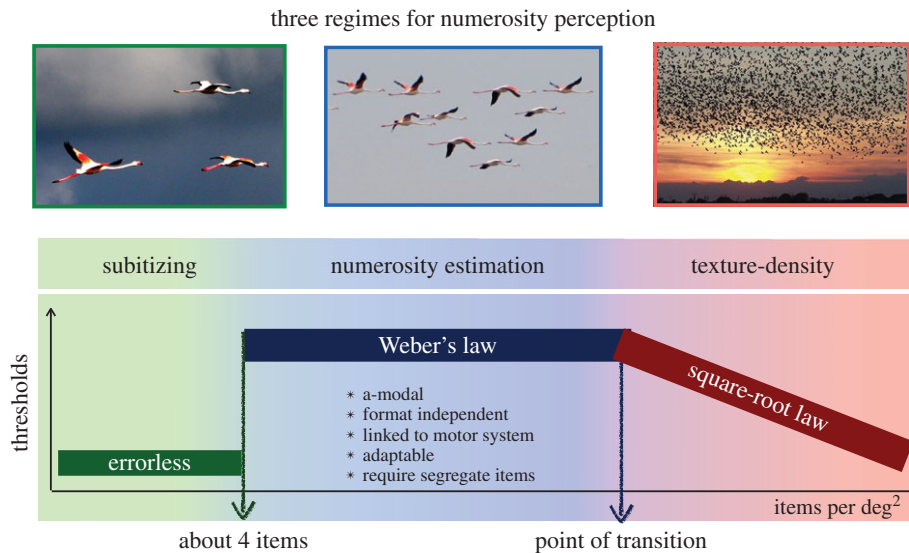 three regimes for numerosity perception
subitizing
numerosity estimation
texture-density
thresholds
errorless
Weber's law
square-root law
* a-modal
* format independent
* linked to motor system
* adaptable
* require segregate items
items per deg²
about 4 items
point of transition